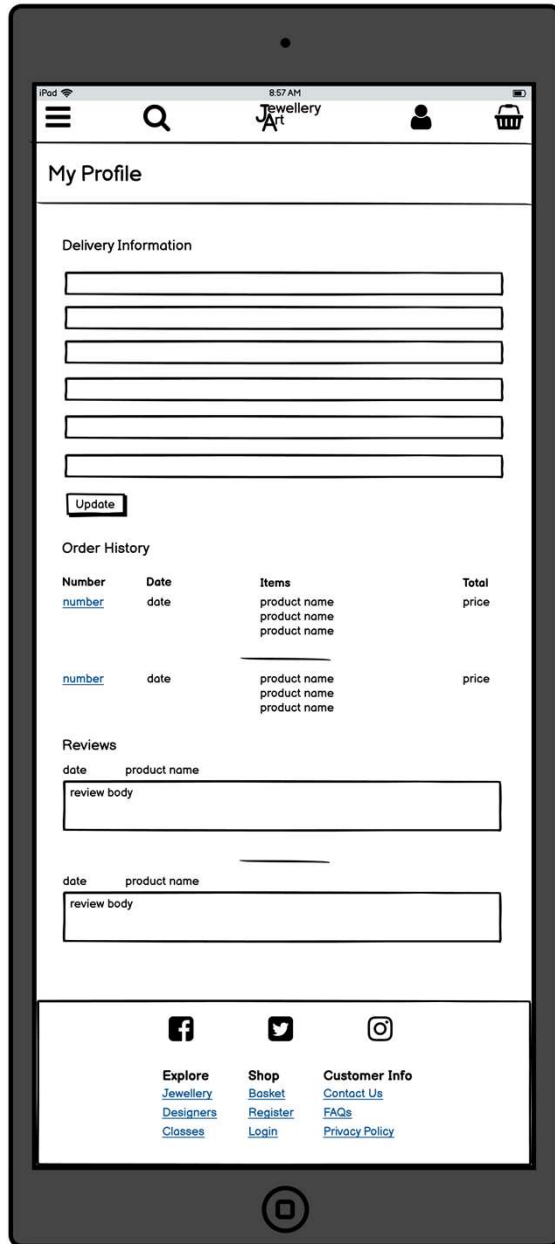 iPad 8:57 AM
Jewellery
Art
My Profile
Delivery Information
Update
Order History
Number Date Items Total
number date product name price
product name
product name
number date product name price
product name
product name
Reviews
date product name
review body
date product name
review body
Explore Shop Customer Info
Jewellery Basket Contact Us
Designers Register FAQs
Classes Login Privacy Policy